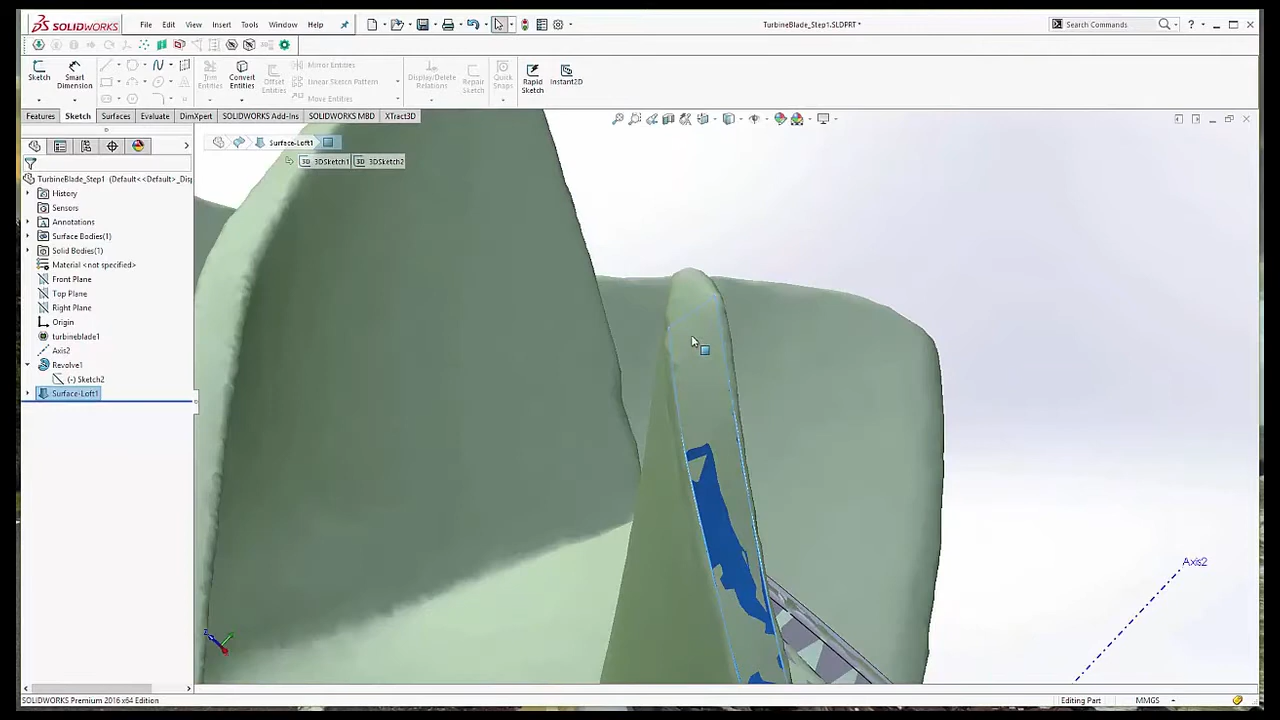 SOLIDWORKS File Edit View Insert Tools Window Help TurbineBlade_Step1.SLDPRT * Search Commands ?
Sketch Smart Dimension Trim Entities Convert Entities Offset Entities Mirror Entities Linear Sketch Pattern Move Entities Display/Delete Relations Repair Sketch Quick Snaps Rapid Sketch Instant2D
Features Sketch Surfaces Evaluate DimXpert SOLIDWORKS Add-Ins SOLIDWORKS MBD XTract3D
Surface-Loft1
3DSketch1 3DSketch2
TurbineBlade_Step1 (Default<<Default>_Disp
History
Sensors
Annotations
Surface Bodies(1)
Solid Bodies(1)
Material <not specified>
Front Plane
Top Plane
Right Plane
Origin
turbineblade1
Axis2
Revolve1
(-) Sketch2
Surface-Loft1
Axis2
SOLIDWORKS Premium 2016 x64 Edition Editing Part MMGS